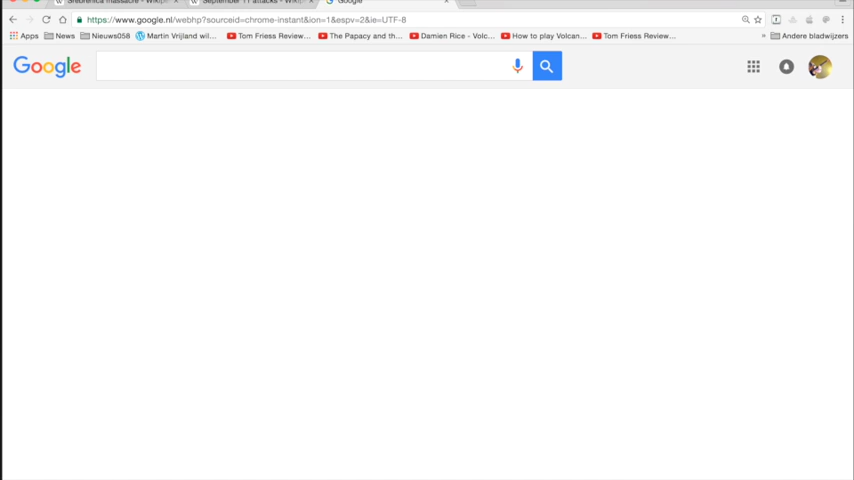 Srebrenica massacre - Wikip
September 11 attacks - Wikip
Google
https://www.google.nl/webhp?sourceid=chrome-instant&ion=1&espv=2&ie=UTF-8
Apps News Nieuws058 Martin Vrijland wil... Tom Friess Review... The Papacy and th... Damien Rice - Volc... How to play Volcan... Tom Friess Review... » Andere bladwijzers
Google